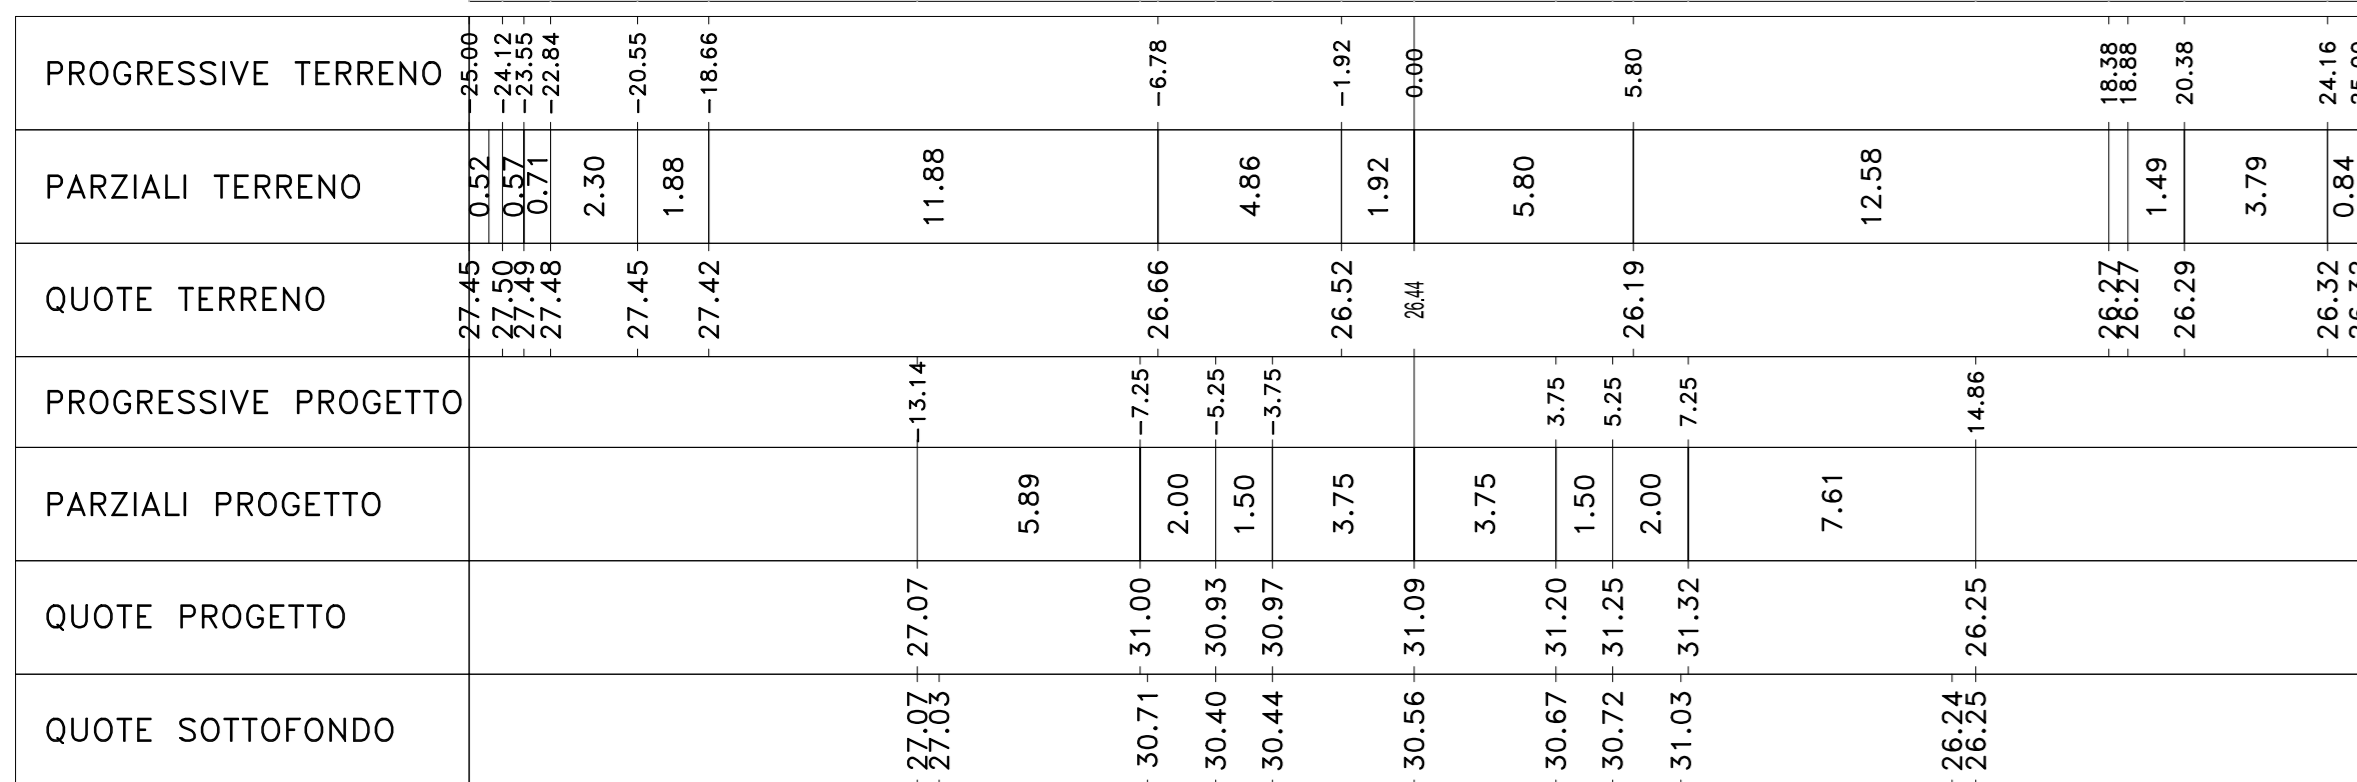 PROGRESSIVE TERRENO -25.00 -24.12 -23.55 -22.84 -20.55 -18.66 -6.78 -1.92 0.00 5.80 18.38 18.88 20.38 24.16
PARZIALI TERRENO 0.52 0.57 0.71 2.30 1.88 11.88 4.86 1.92 5.80 12.58 1.49 3.79 0.84
QUOTE TERRENO 27.45 27.50 27.49 27.48 27.45 27.42 26.66 26.52 26.44 26.19 26.27 26.27 26.29 26.32
PROGRESSIVE PROGETTO -13.14 -7.25 -5.25 -3.75 3.75 5.25 7.25 14.86
PARZIALI PROGETTO 5.89 2.00 1.50 3.75 3.75 1.50 2.00 7.61
QUOTE PROGETTO 27.07 31.00 30.93 30.97 31.09 31.20 31.25 31.32 26.25
QUOTE SOTTOFONDO 27.07 27.03 30.71 30.40 30.44 30.56 30.67 30.72 31.03 26.24 26.25